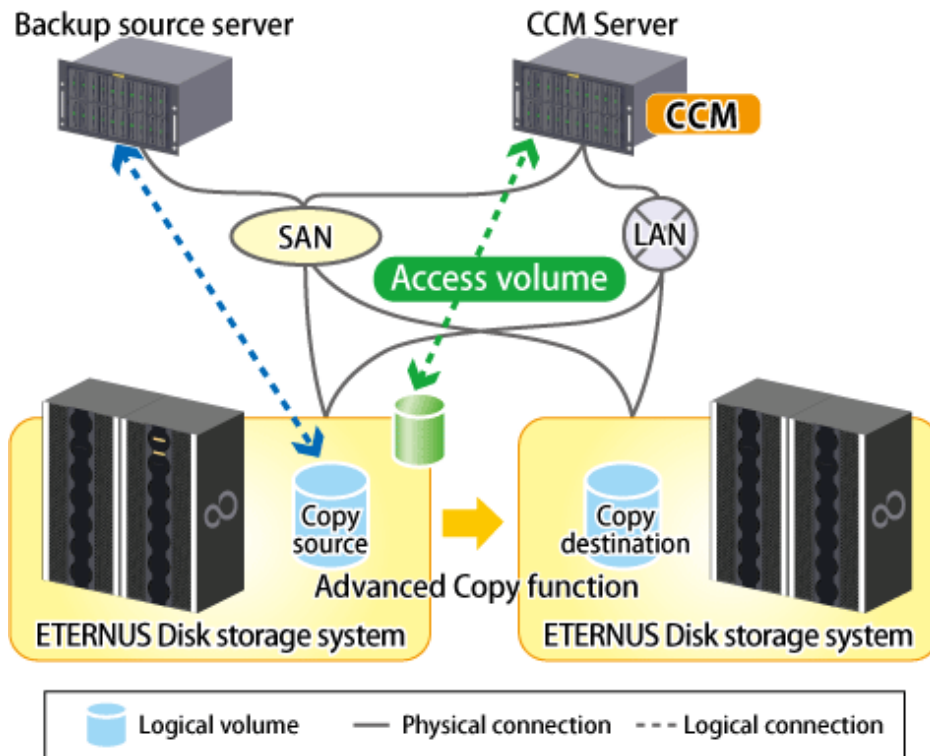 Backup source server
CCM Server
CCM
SAN
LAN
Access volume
Copy
source
Copy
destination
Advanced Copy function
ETERNUS Disk storage system
ETERNUS Disk storage system
Logical volume
Physical connection
Logical connection